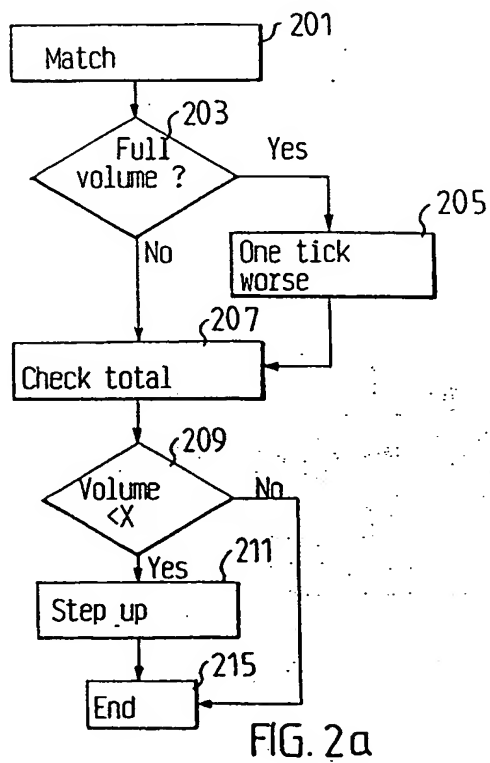 201
Match
203
Full
volume ?
Yes
205
One tick
worse
No
207
Check total
209
Volume
<X
No
Yes
211
Step up
215
End
FIG. 2a